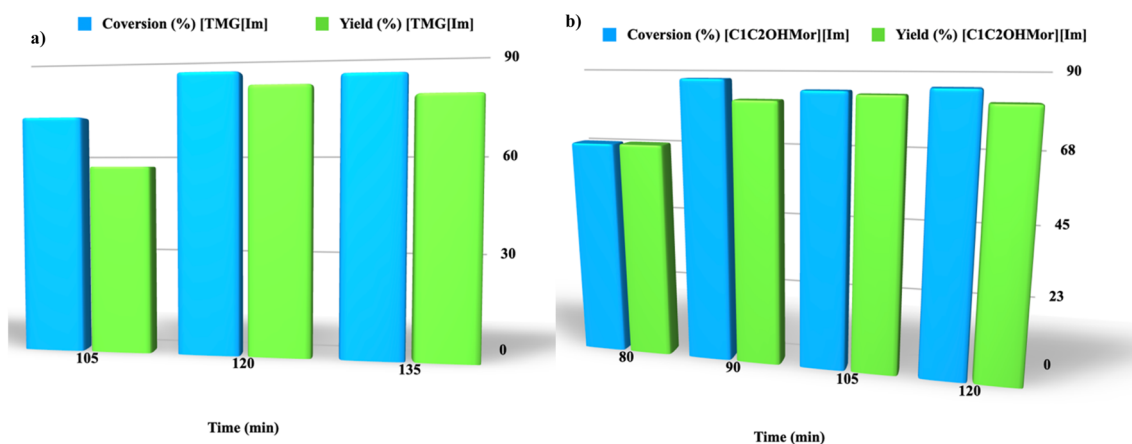 a)
Coversion (%) [TMG[Im]
Yield (%) [TMG[Im]
90
60
30
0
105
120
135
Time (min)
b)
Coversion (%) [C1C2OHMor][Im]
Yield (%) [C1C2OHMor][Im]
90
68
45
23
0
80
90
105
120
Time (min)